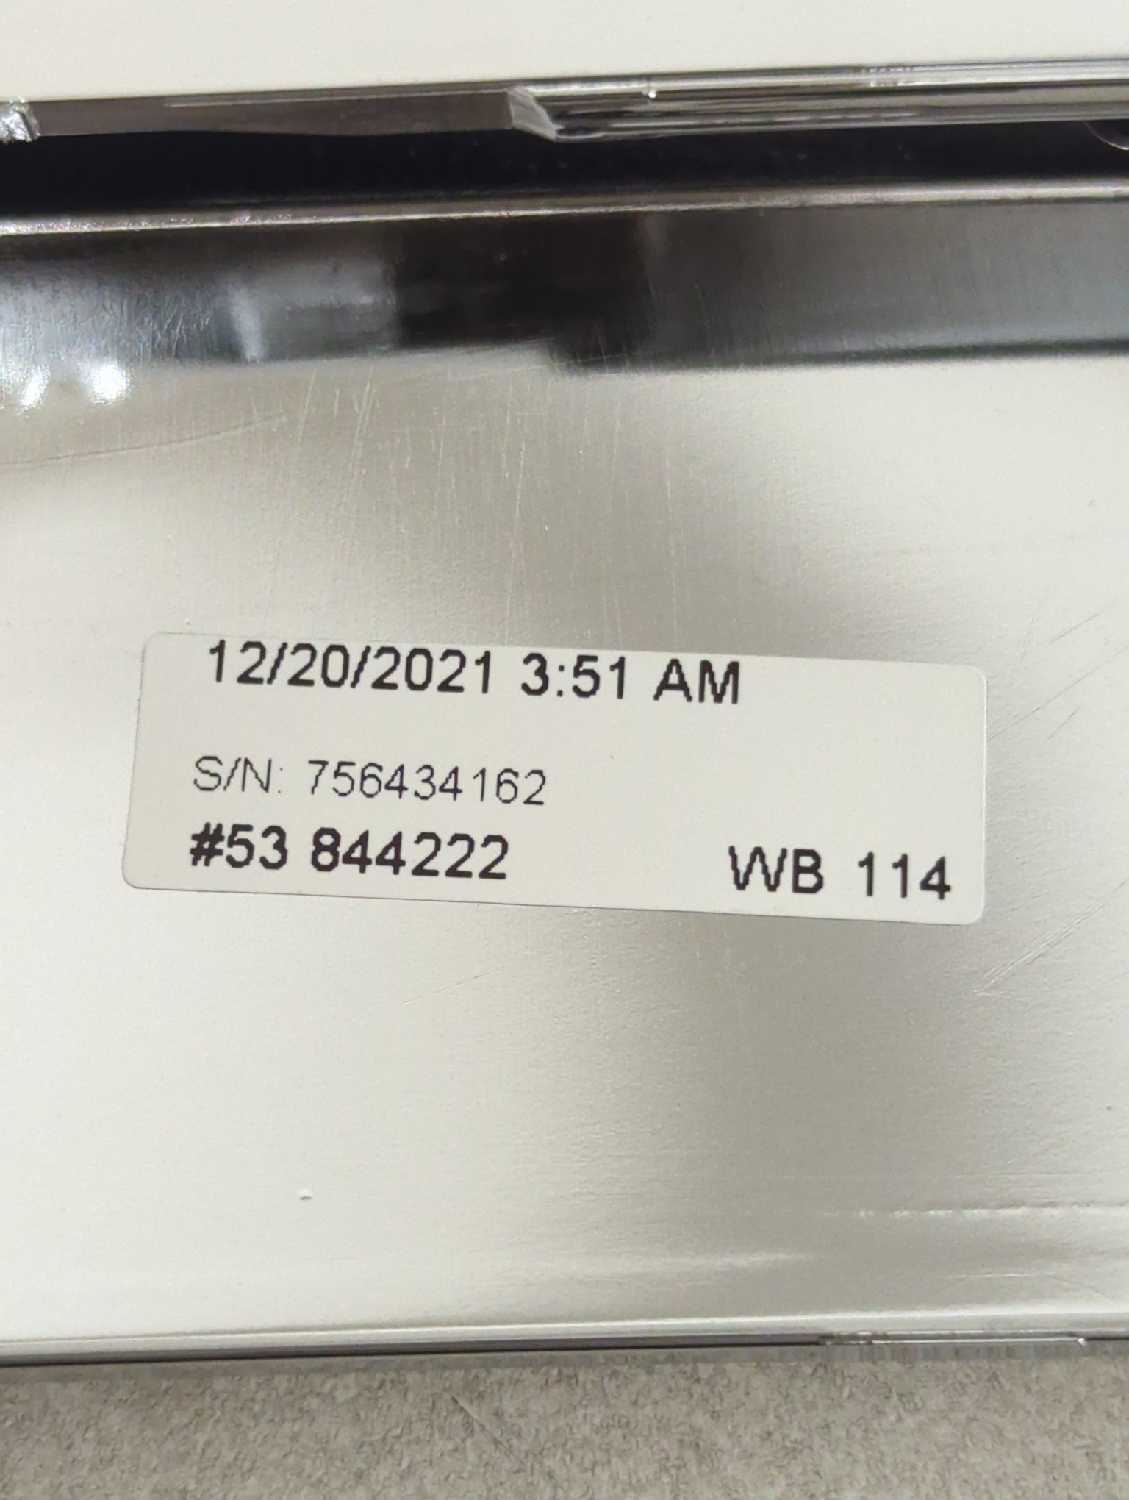 12/20/2021 3:51 AM
S/N: 756434162
#53 844222 WB 114